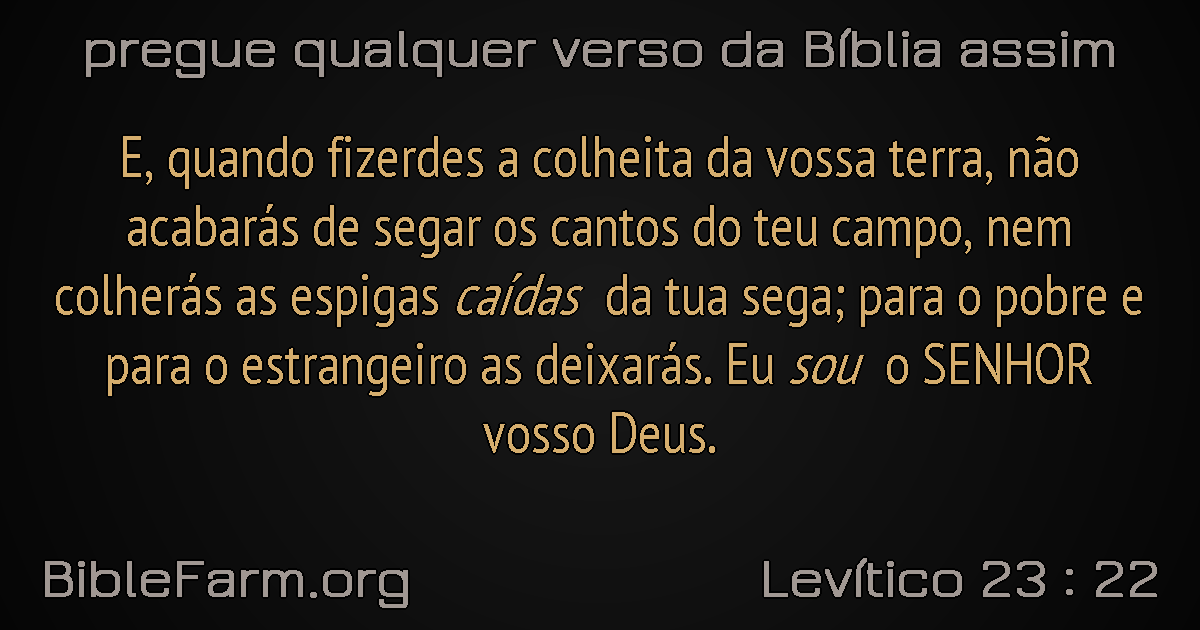 pregue qualquer verso da Bíblia assim
E, quando fizerdes a colheita da vossa terra, não
acabarás de segar os cantos do teu campo, nem
colherás as espigas caídas da tua sega; para o pobre e
para o estrangeiro as deixarás. Eu sou o SENHOR
vosso Deus.
BibleFarm.org
Levítico 23 : 22